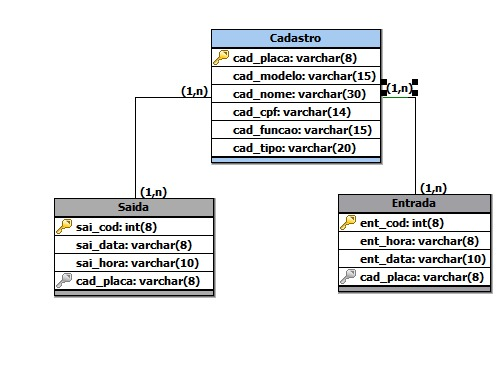 Cadastro
cad_placa: varchar(8)
cad_modelo: varchar(15)
cad_nome: varchar(30)
cad_cpf: varchar(14)
cad_funcao: varchar(15)
cad_tipo: varchar(20)
(1,n)
(1,n)
(1,n)
(1,n)
Saida
sai_cod: int(8)
sai_data: varchar(8)
sai_hora: varchar(10)
cad_placa: varchar(8)
Entrada
ent_cod: int(8)
ent_hora: varchar(8)
ent_data: varchar(10)
cad_placa: varchar(8)